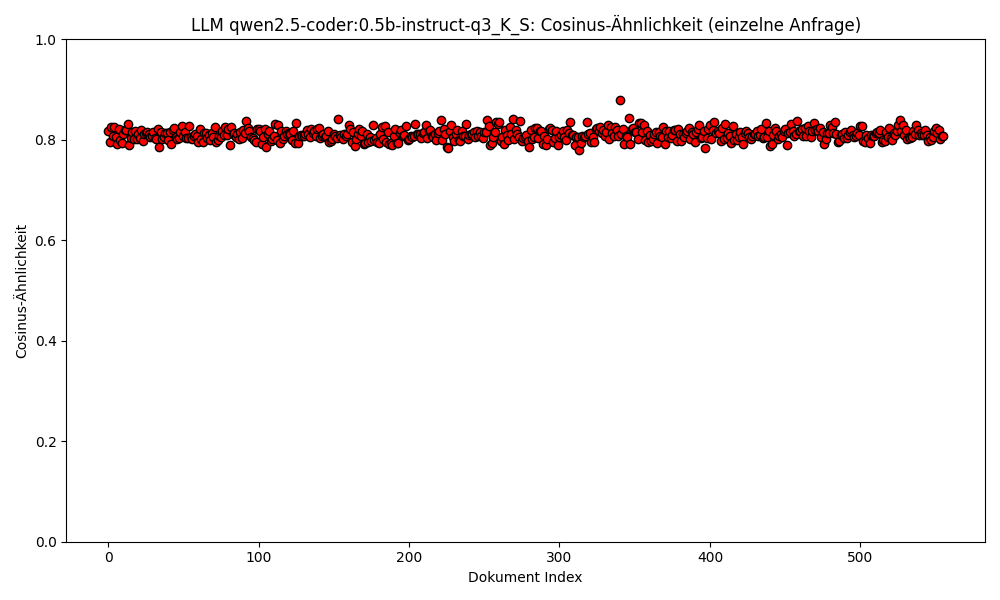 LLM qwen2.5-coder:0.5b-instruct-q3_K_S: Cosinus-Ähnlichkeit (einzelne Anfrage)
1.0
0.8
0.6
0.4
0.2
0.0
Cosinus-Ähnlichkeit
0 100 200 300 400 500
Dokument Index